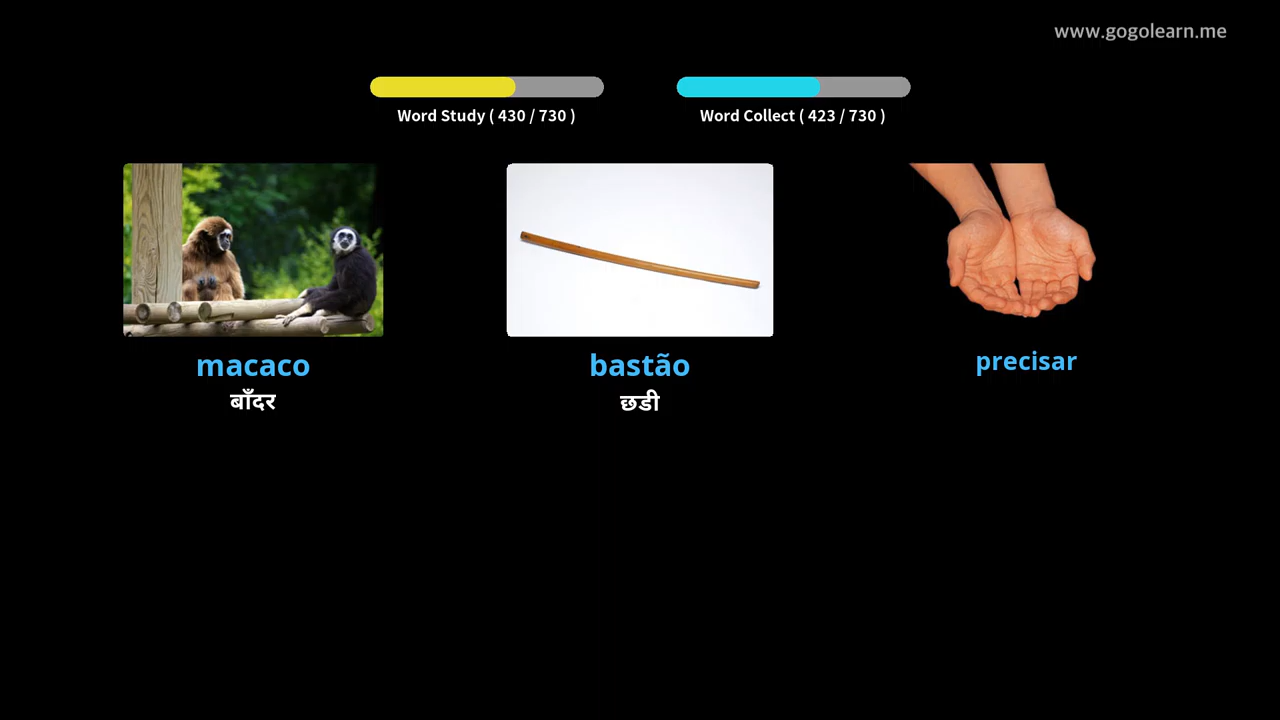 www.gogolearn.me
Word Study ( 430 / 730 )
Word Collect ( 423 / 730 )
macaco
बाँदर
bastão
छडी
precisar